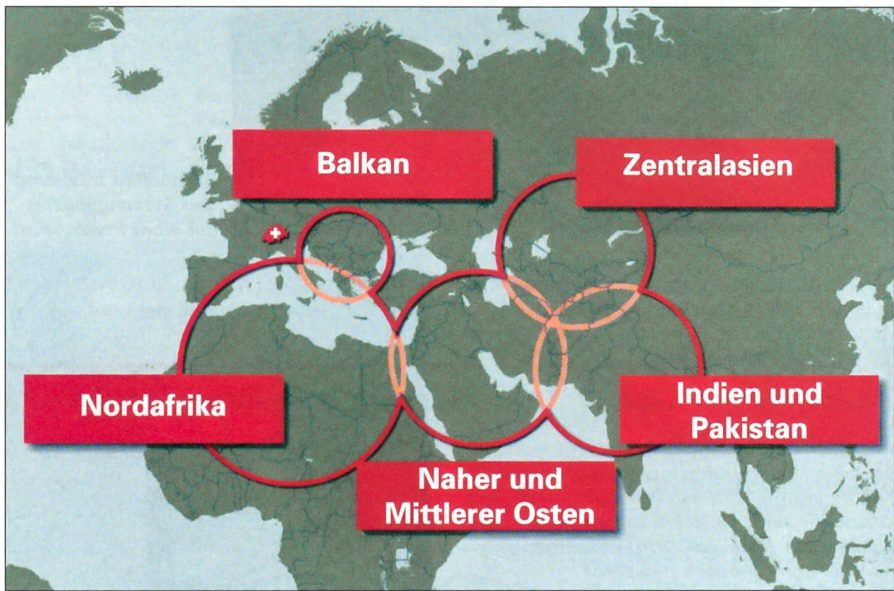 Balkan
Zentralasien
Nordafrika
Indien und
Pakistan
Naher und
Mittlerer Osten